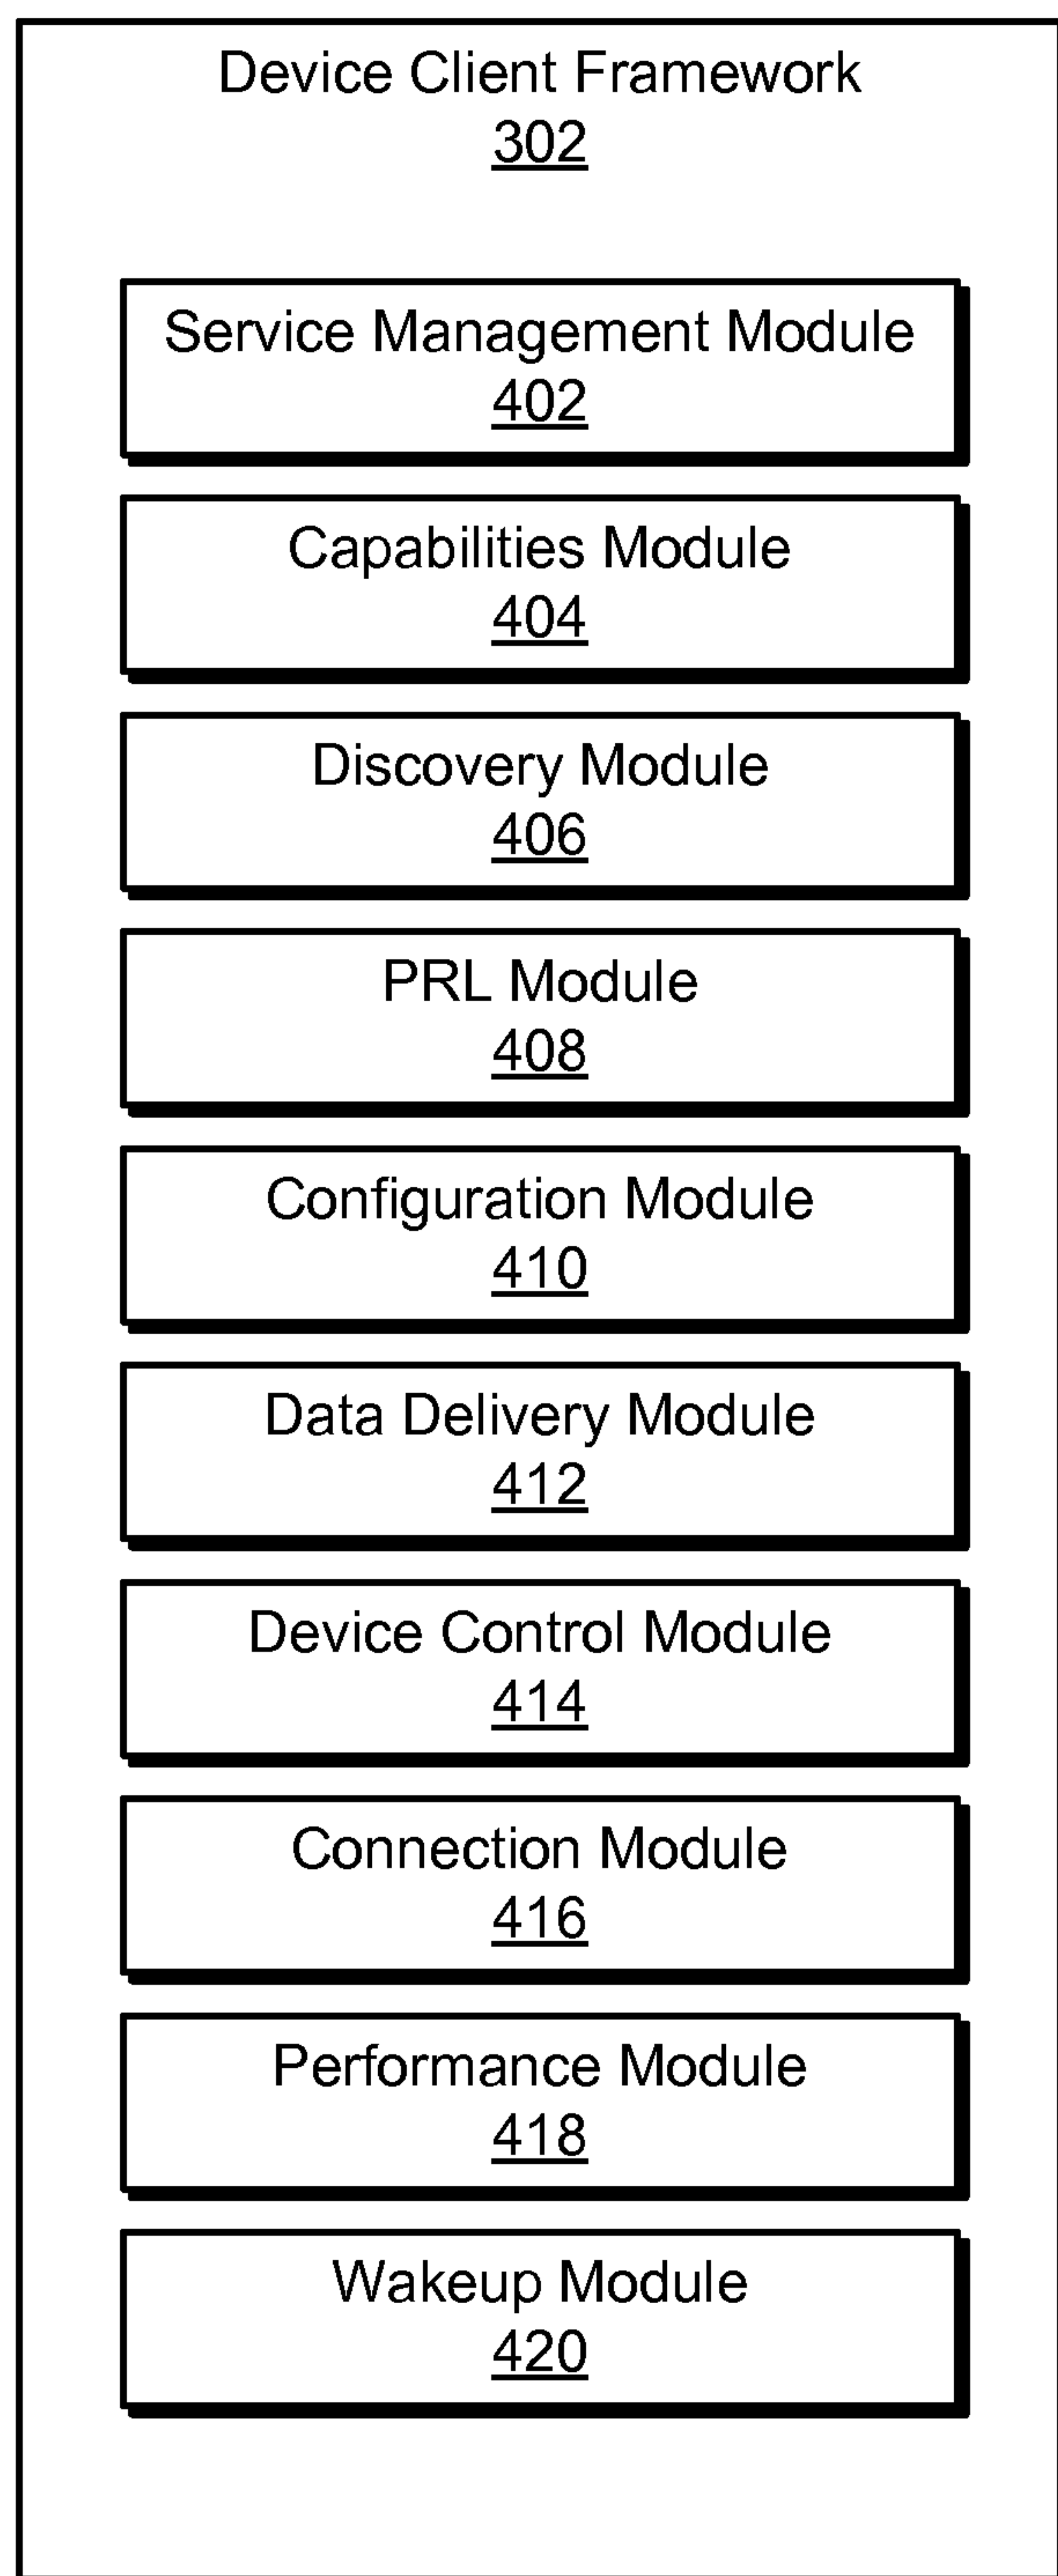 Device Client Framework
302
Service Management Module
402
Capabilities Module
404
Discovery Module
406
PRL Module
408
Configuration Module
410
Data Delivery Module
412
Device Control Module
414
Connection Module
416
Performance Module
418
Wakeup Module
420